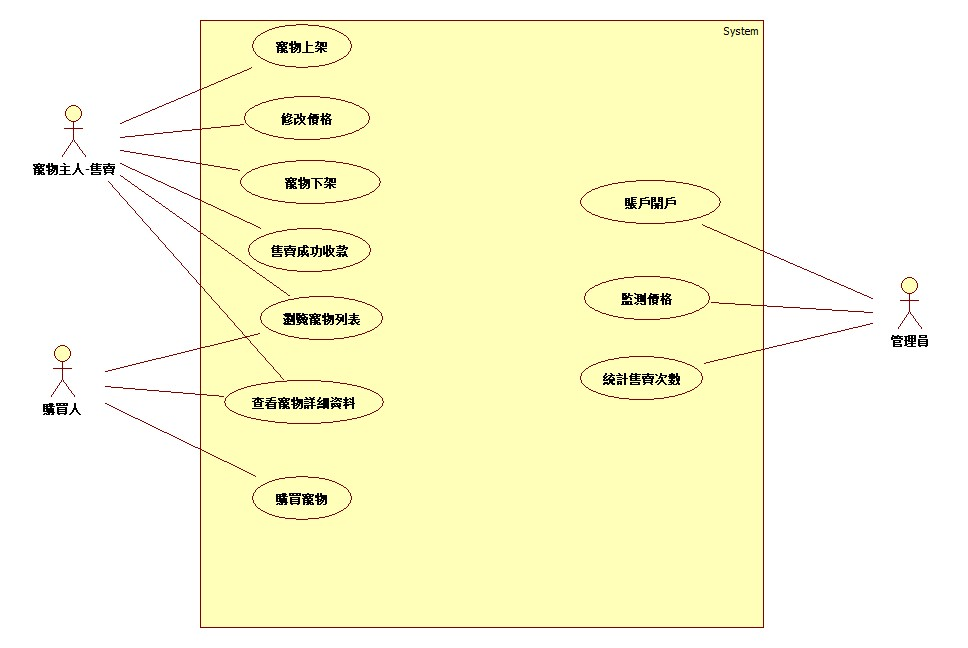 System
寵物上架
修改價格
寵物主人-售賣
寵物下架
賬戶開戶
售賣成功收款
監測價格
瀏覽寵物列表
管理員
統計售賣次數
購買人
查看寵物詳細資料
購買寵物